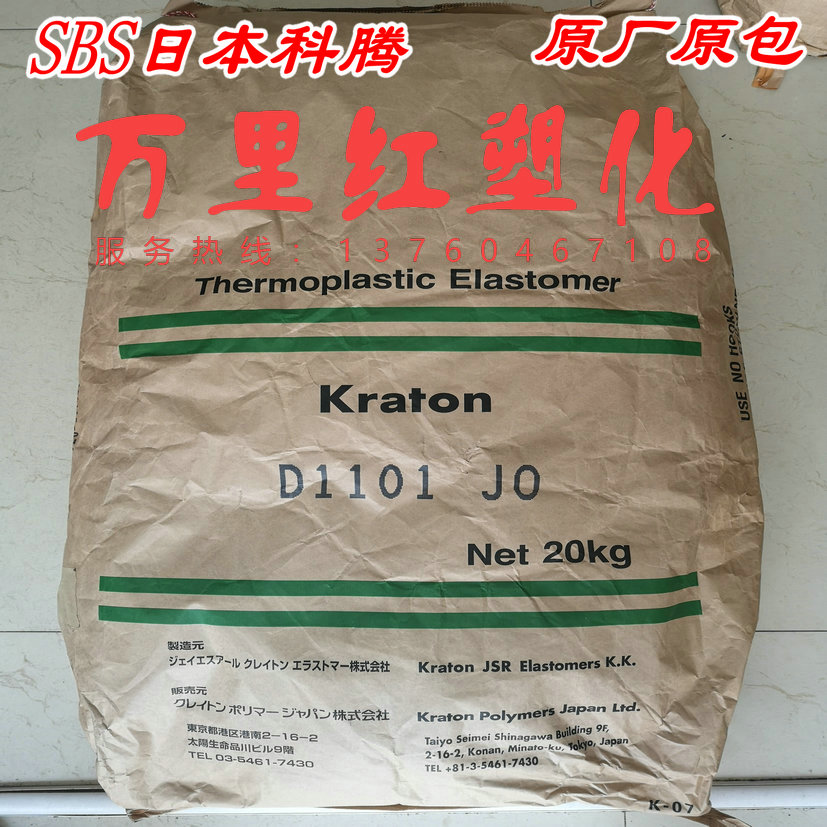 SBS日本科腾
原厂原包
万里红塑化
服务热线：13760467108
Thermoplastic Elastomer
USE NO HOOKS
Kraton
D1101 JO
Net 20kg
製造元
ジェイエスアール クレイトン エラストマー株式会社
Kraton JSR Elastomers K.K.
販売元
クレイトン ポリマー ジャパン株式会社
Kraton Polymers Japan Ltd.
東京都港区港南2-16-2
太陽生命品川ビル9階
TEL 03-5461-7430
Taiyo Seimei Shinagawa Building 9F,
2-16-2, Konan, Minato-ku, Tokyo, Japan
TEL +81-3-5461-7430
K-07